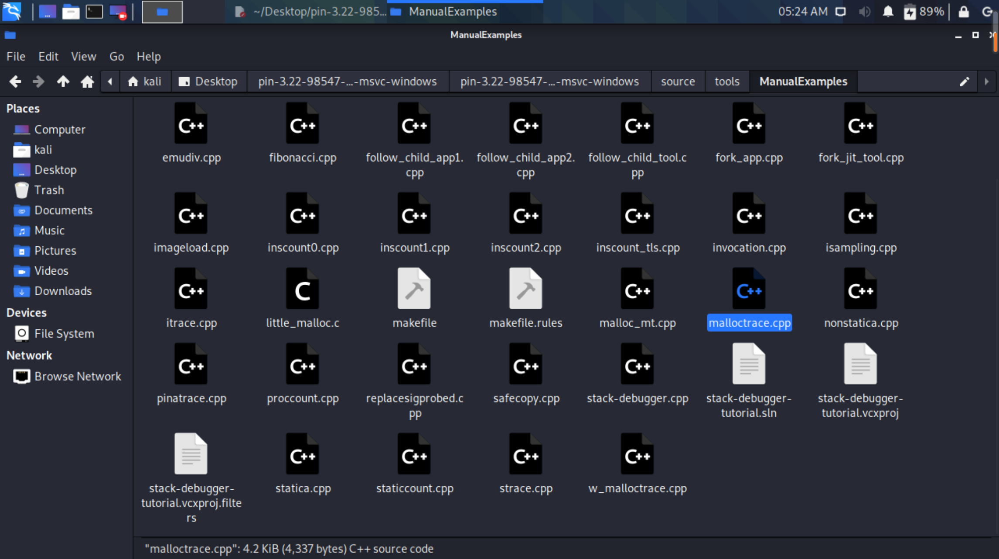 ~/Desktop/pin-3.22-985... ManualExamples 05:24 AM 89%
ManualExamples
File Edit View Go Help
kali Desktop pin-3.22-98547-...-msvc-windows pin-3.22-98547-...-msvc-windows source tools ManualExamples
Places
Computer
kali
Desktop
Trash
Documents
Music
Pictures
Videos
Downloads
Devices
File System
Network
Browse Network
C++ C++ C++ C++ C++ C++ C++
emudiv.cpp fibonacci.cpp follow_child_app1. follow_child_app2. follow_child_tool.c fork_app.cpp fork_jit_tool.cpp
cpp cpp pp
C++ C++ C++ C++ C++ C++ C++
imageload.cpp inscount0.cpp inscount1.cpp inscount2.cpp inscount_tls.cpp invocation.cpp isampling.cpp
C++ C C++ C++ C++
itrace.cpp little_malloc.c makefile makefile.rules malloc_mt.cpp malloctrace.cpp nonstatica.cpp
C++ C++ C++ C++ C++
pinatrace.cpp proccount.cpp replacesigprobed.c safecopy.cpp stack-debugger.cpp stack-debugger- stack-debugger-
pp tutorial.sln tutorial.vcxproj
C++ C++ C++ C++
stack-debugger- statica.cpp staticcount.cpp strace.cpp w_malloctrace.cpp
tutorial.vcxproj.filte
rs
"malloctrace.cpp": 4.2 KiB (4,337 bytes) C++ source code